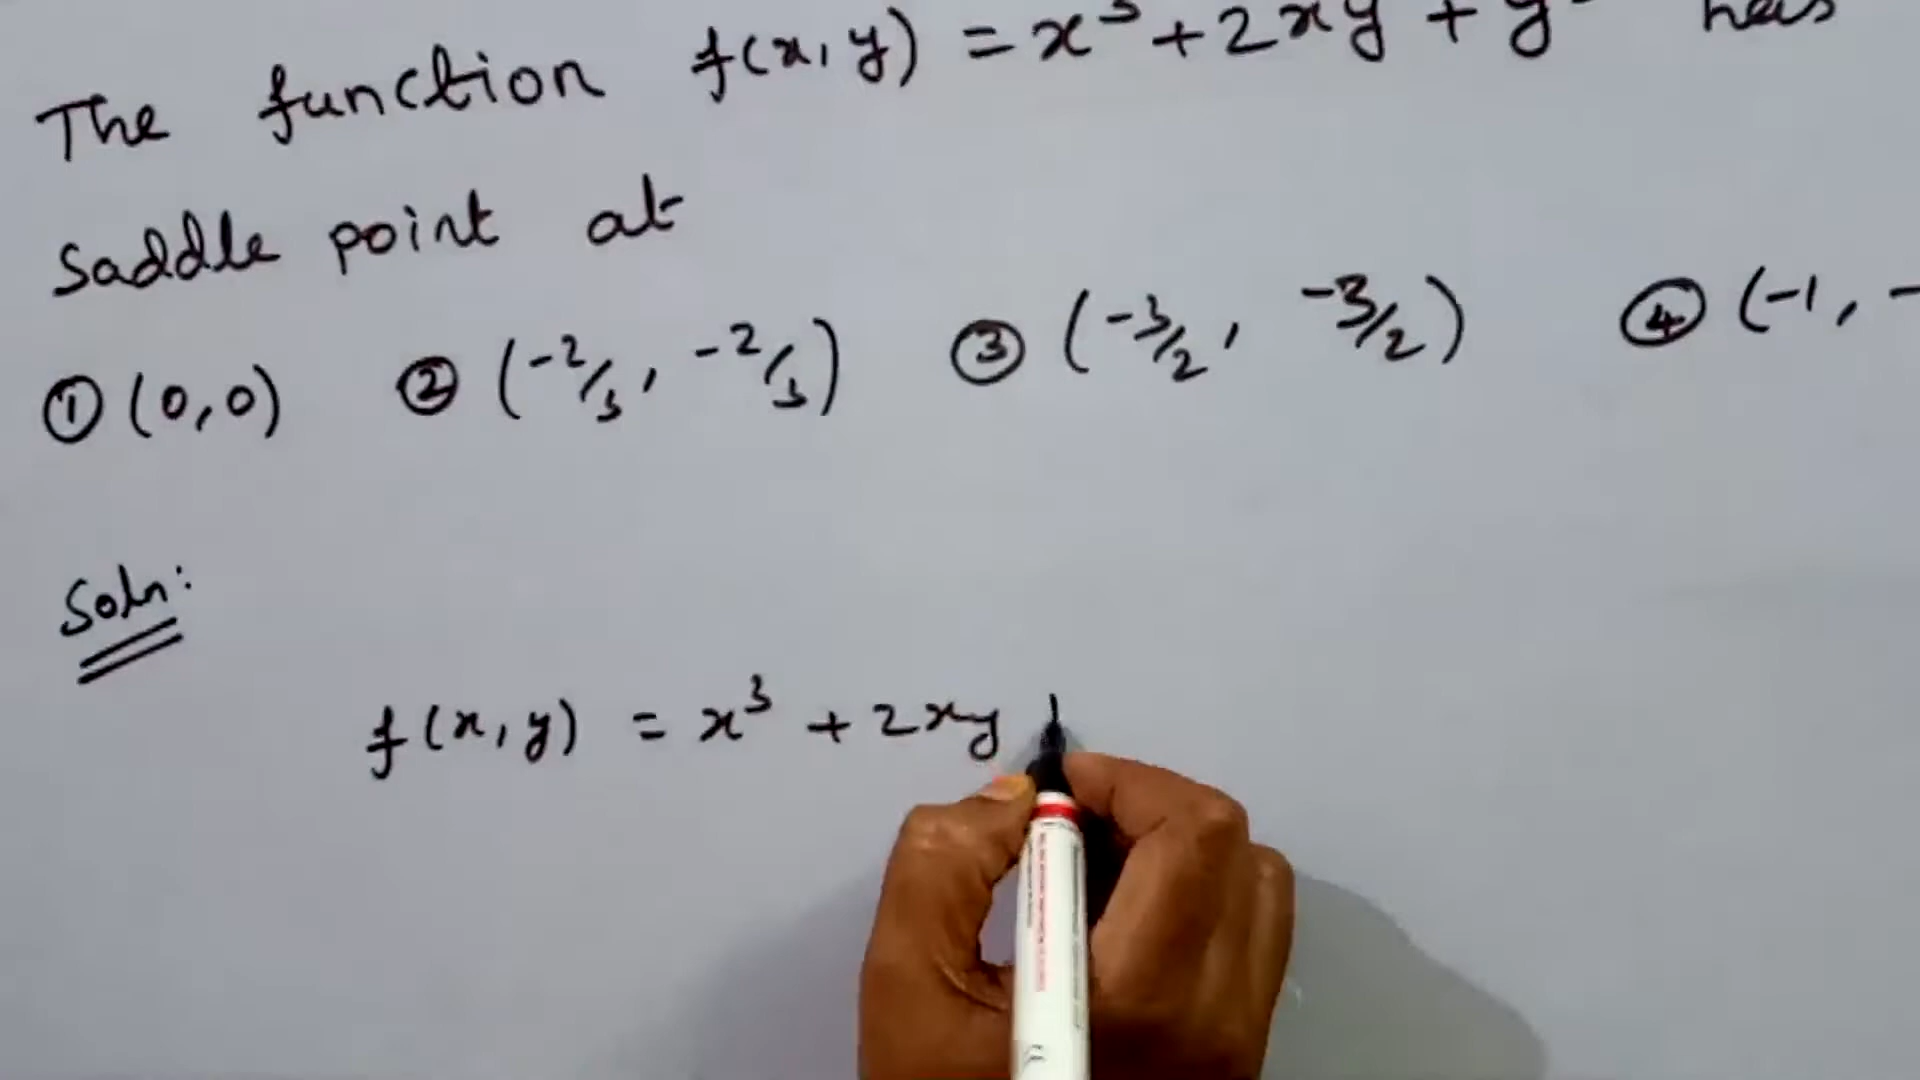 The function f(x, y) = x³ + 2xy + y has
saddle point at
① (0,0) ② (-2/3, -2/3) ③ (-3/2, -3/2) ④ (-1, -
Soln:
f(x, y) = x³ + 2xy